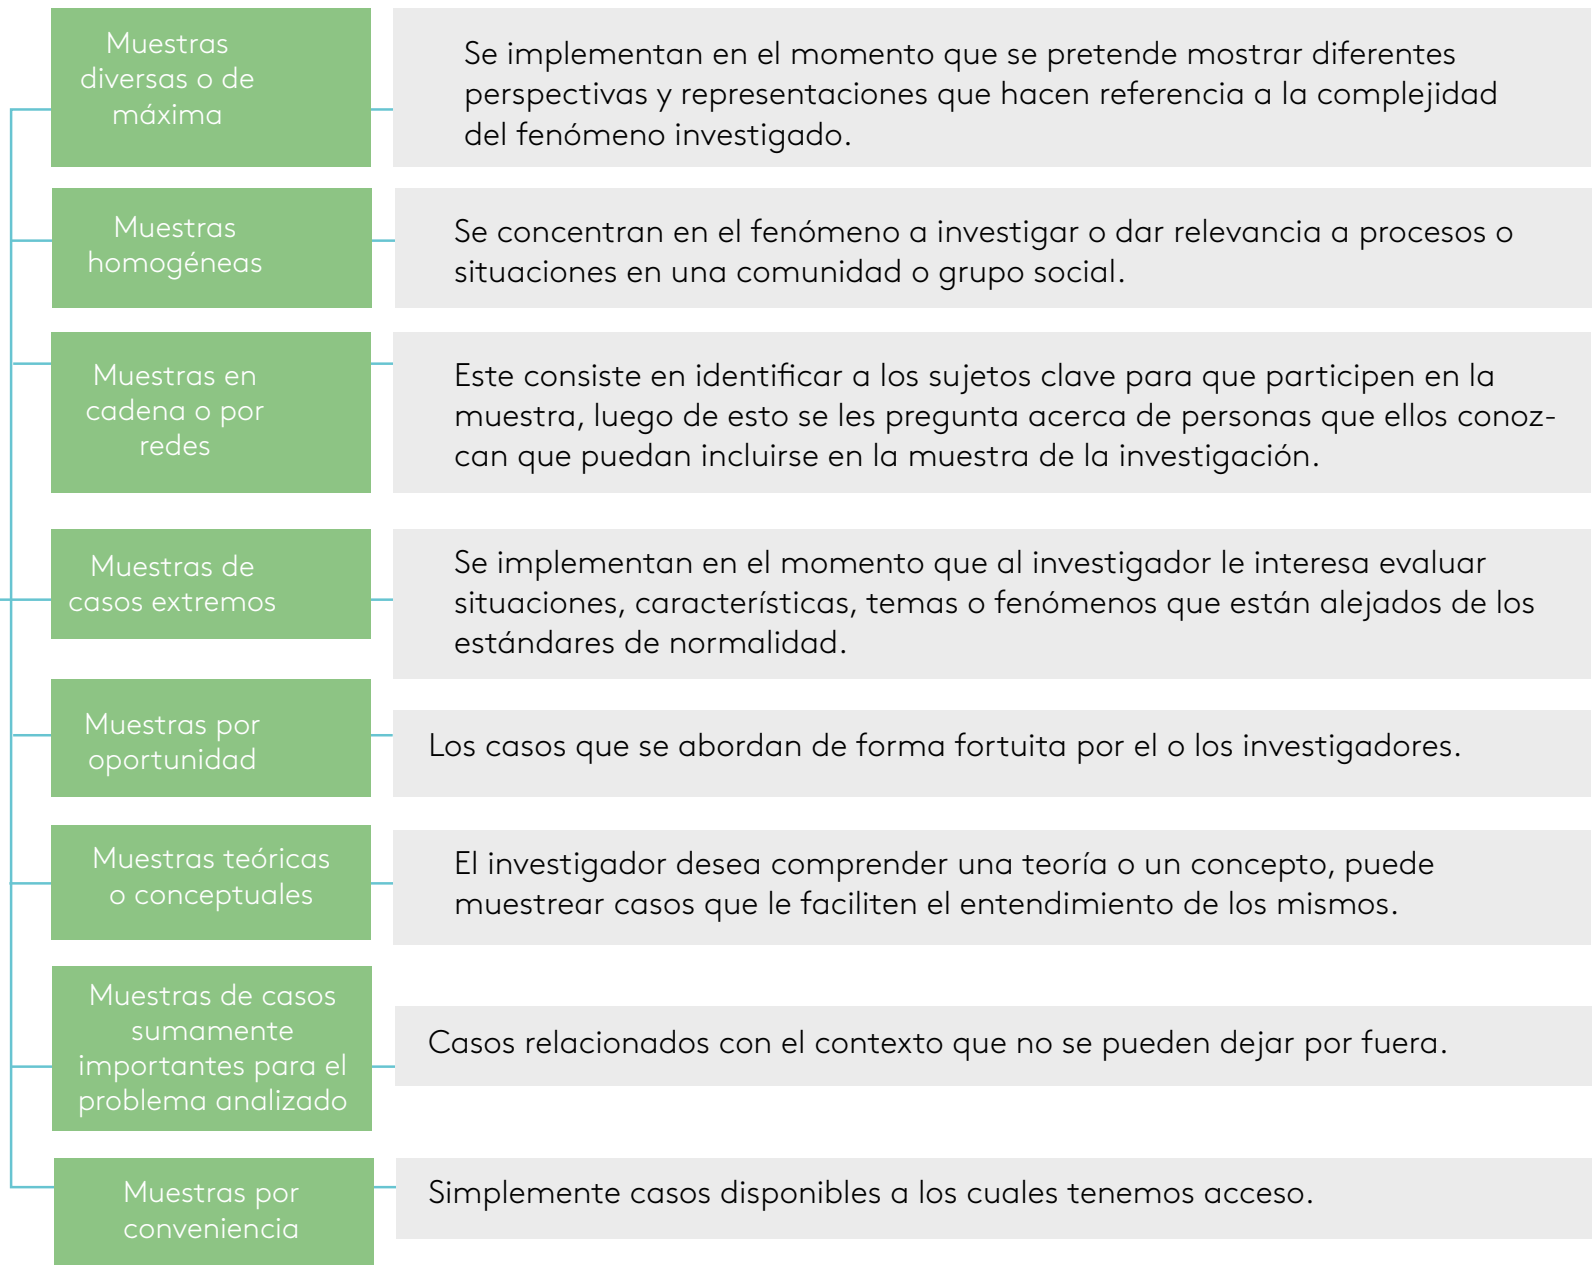 Muestras
diversas o de
máxima
Se implementan en el momento que se pretende mostrar diferentes
perspectivas y representaciones que hacen referencia a la complejidad
del fenómeno investigado.
Muestras
homogéneas
Se concentran en el fenómeno a investigar o dar relevancia a procesos o
situaciones en una comunidad o grupo social.
Muestras en
cadena o por
redes
Este consiste en identificar a los sujetos clave para que participen en la
muestra, luego de esto se les pregunta acerca de personas que ellos conoz-
can que puedan incluirse en la muestra de la investigación.
Muestras de
casos extremos
Se implementan en el momento que al investigador le interesa evaluar
situaciones, características, temas o fenómenos que están alejados de los
estándares de normalidad.
Muestras por
oportunidad
Los casos que se abordan de forma fortuita por el o los investigadores.
Muestras teóricas
o conceptuales
El investigador desea comprender una teoría o un concepto, puede
muestrear casos que le faciliten el entendimiento de los mismos.
Muestras de casos
sumamente
importantes para el
problema analizado
Casos relacionados con el contexto que no se pueden dejar por fuera.
Muestras por
conveniencia
Simplemente casos disponibles a los cuales tenemos acceso.